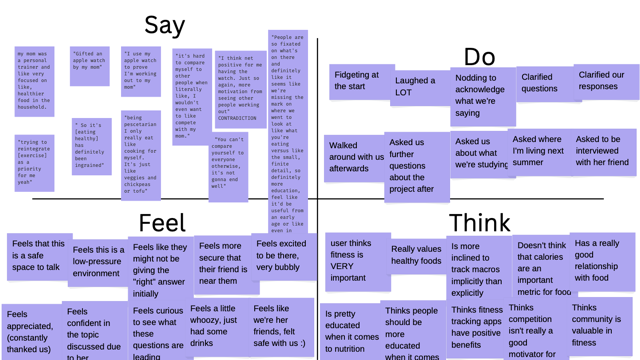 Say
my mom was
a personal
trainer and
like very
focused on
like,
healthier
food in the
household.
"Gifted an
apple watch
by my mom"
"I use my
apple watch
to prove
I'm working
out to my
mom"
"it's hard
to compare
myself to
other
people when
literally
like, I
wouldn't
even want
to like
compete
with my
mom."
"I think net
positive for me
having the
watch. Just so
again, more
motivation from
seeing other
people working
out"
CONTRADICTION
"People are
so fixated
on what's
on there
and
definitely
like it
seems like
we're
missing the
mark on
where we
want to
look at
like what
you're
eating
versus like
the small,
finite
detail, so
definitely
more
education,
feel like
it'd be
useful from
an early
age or like
even in
"trying to
reintegrate
[exercise]
as a
priority for
me yeah"
" So it's
[eating
healthy]
has
definitely
been
ingrained"
"being
pescetarian
I only
really eat
like
cooking for
myself.
It's just
like
veggies and
chickpeas
or tofu"
"You can't
compare
yourself to
everyone
otherwise,
it's not
gonna end
well"
Do
Fidgeting at
the start
Laughed a
LOT
Nodding to
acknowledge
what we're
saying
Clarified
questions
Clarified our
responses
Walked
around with us
afterwards
Asked us
further
questions
about the
project after
Asked us
about what
we're studying
Asked where
I'm living next
summer
Asked to be
interviewed
with her friend
Feel
Feels that this
is a safe
space to talk
Feels this is a
low-pressure
environment
Feels like they
might not be
giving the
"right" answer
initially
Feels more
secure that
their friend is
near them
Feels excited
to be there,
very bubbly
Feels
appreciated,
(constantly
thanked us)
Feels
confident in
the topic
discussed due
to her
Feels curious
to see what
these
questions are
leading
Feels a little
whoozy, just
had some
drinks
Feels like
we're her
friends, felt
safe with us :)
Think
user thinks
fitness is
VERY
important
Really values
healthy foods
Is more
inclined to
track macros
implicitly than
explicitly
Doesn't think
that calories
are an
important
metric for food
Has a really
good
relationship
with food
Is pretty
educated
when it comes
to nutrition
Thinks people
should be
more
educated
when it comes
Thinks fitness
tracking apps
have positive
benefits
Thinks
competition
isn't really a
good
motivator for
Thinks
community is
valuable in
fitness